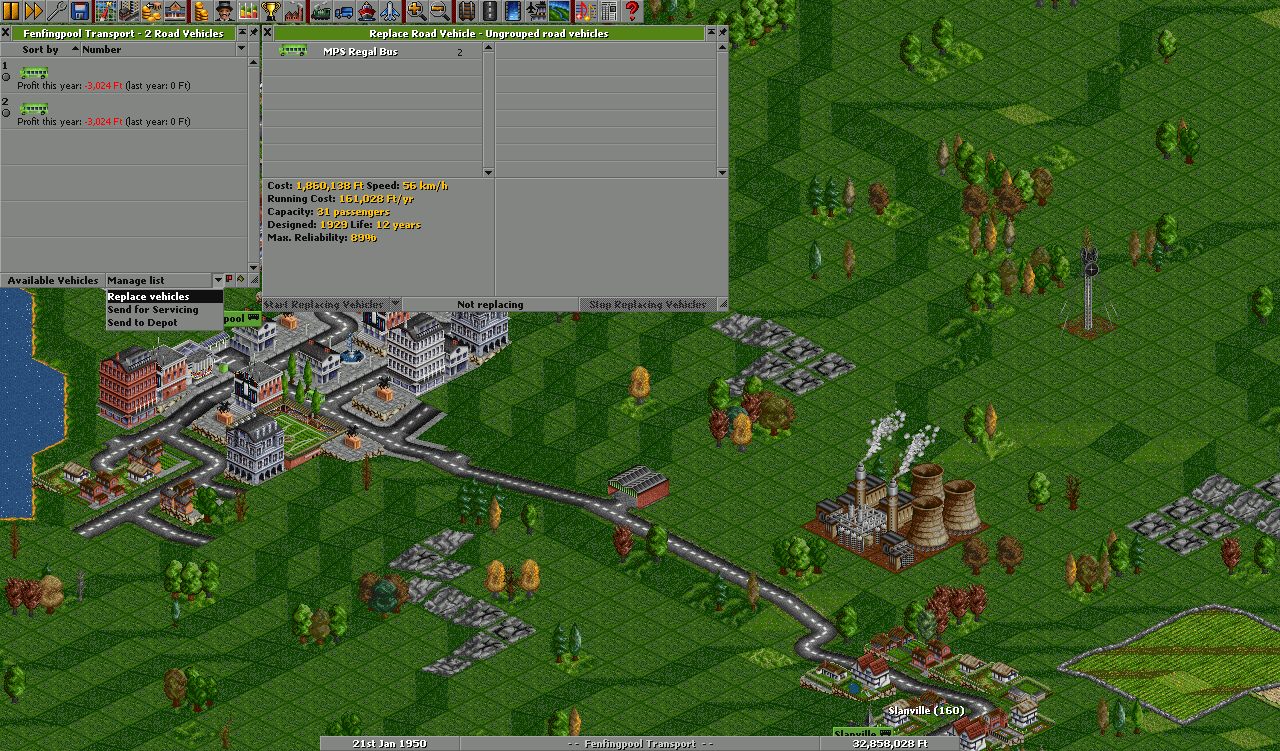 Fenfingpool Transport - 2 Road Vehicles
Sort by Number
1
Profit this year: -3,024 Ft (last year: 0 Ft)
2
Profit this year: -3,024 Ft (last year: 0 Ft)
Available Vehicles Manage list
Replace vehicles
Send for Servicing
Send to Depot
Replace Road Vehicle - Ungrouped road vehicles
MPS Regal Bus 2
Cost: 1,860,138 Ft Speed: 56 km/h
Running Cost: 161,028 Ft/yr
Capacity: 31 passengers
Designed: 1929 Life: 12 years
Max. Reliability: 89%
Start Replacing Vehicles Not replacing Stop Replacing Vehicles
pool
Slanville (160)
Slanville
21st Jan 1950 - - Fenfingpool Transport - - 32,858,028 Ft